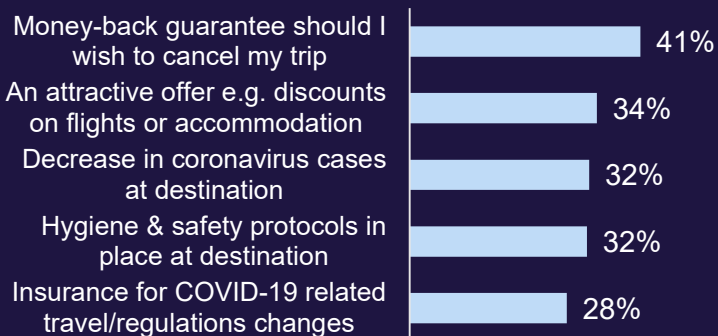 Money-back guarantee should I
wish to cancel my trip
41%
An attractive offer e.g. discounts
on flights or accommodation
34%
Decrease in coronavirus cases
at destination
32%
Hygiene & safety protocols in
place at destination
32%
Insurance for COVID-19 related
travel/regulations changes
28%